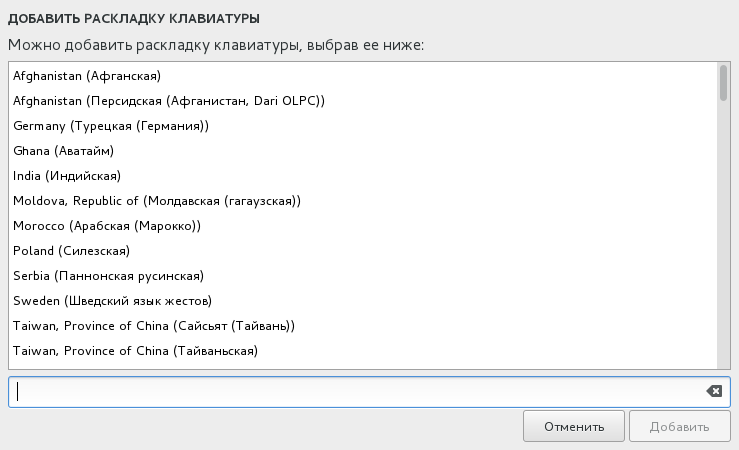 ДОБАВИТЬ РАСКЛАДКУ КЛАВИАТУРЫ
Можно добавить раскладку клавиатуры, выбрав ее ниже:
Afghanistan (Афганская)
Afghanistan (Персидская (Афганистан, Dari OLPC))
Germany (Турецкая (Германия))
Ghana (Аватайм)
India (Индийская)
Moldova, Republic of (Молдавская (гагаузская))
Morocco (Арабская (Марокко))
Poland (Силезская)
Serbia (Паннонская русинская)
Sweden (Шведский язык жестов)
Taiwan, Province of China (Сайсьят (Тайвань))
Taiwan, Province of China (Тайваньская)
Отменить
Добавить